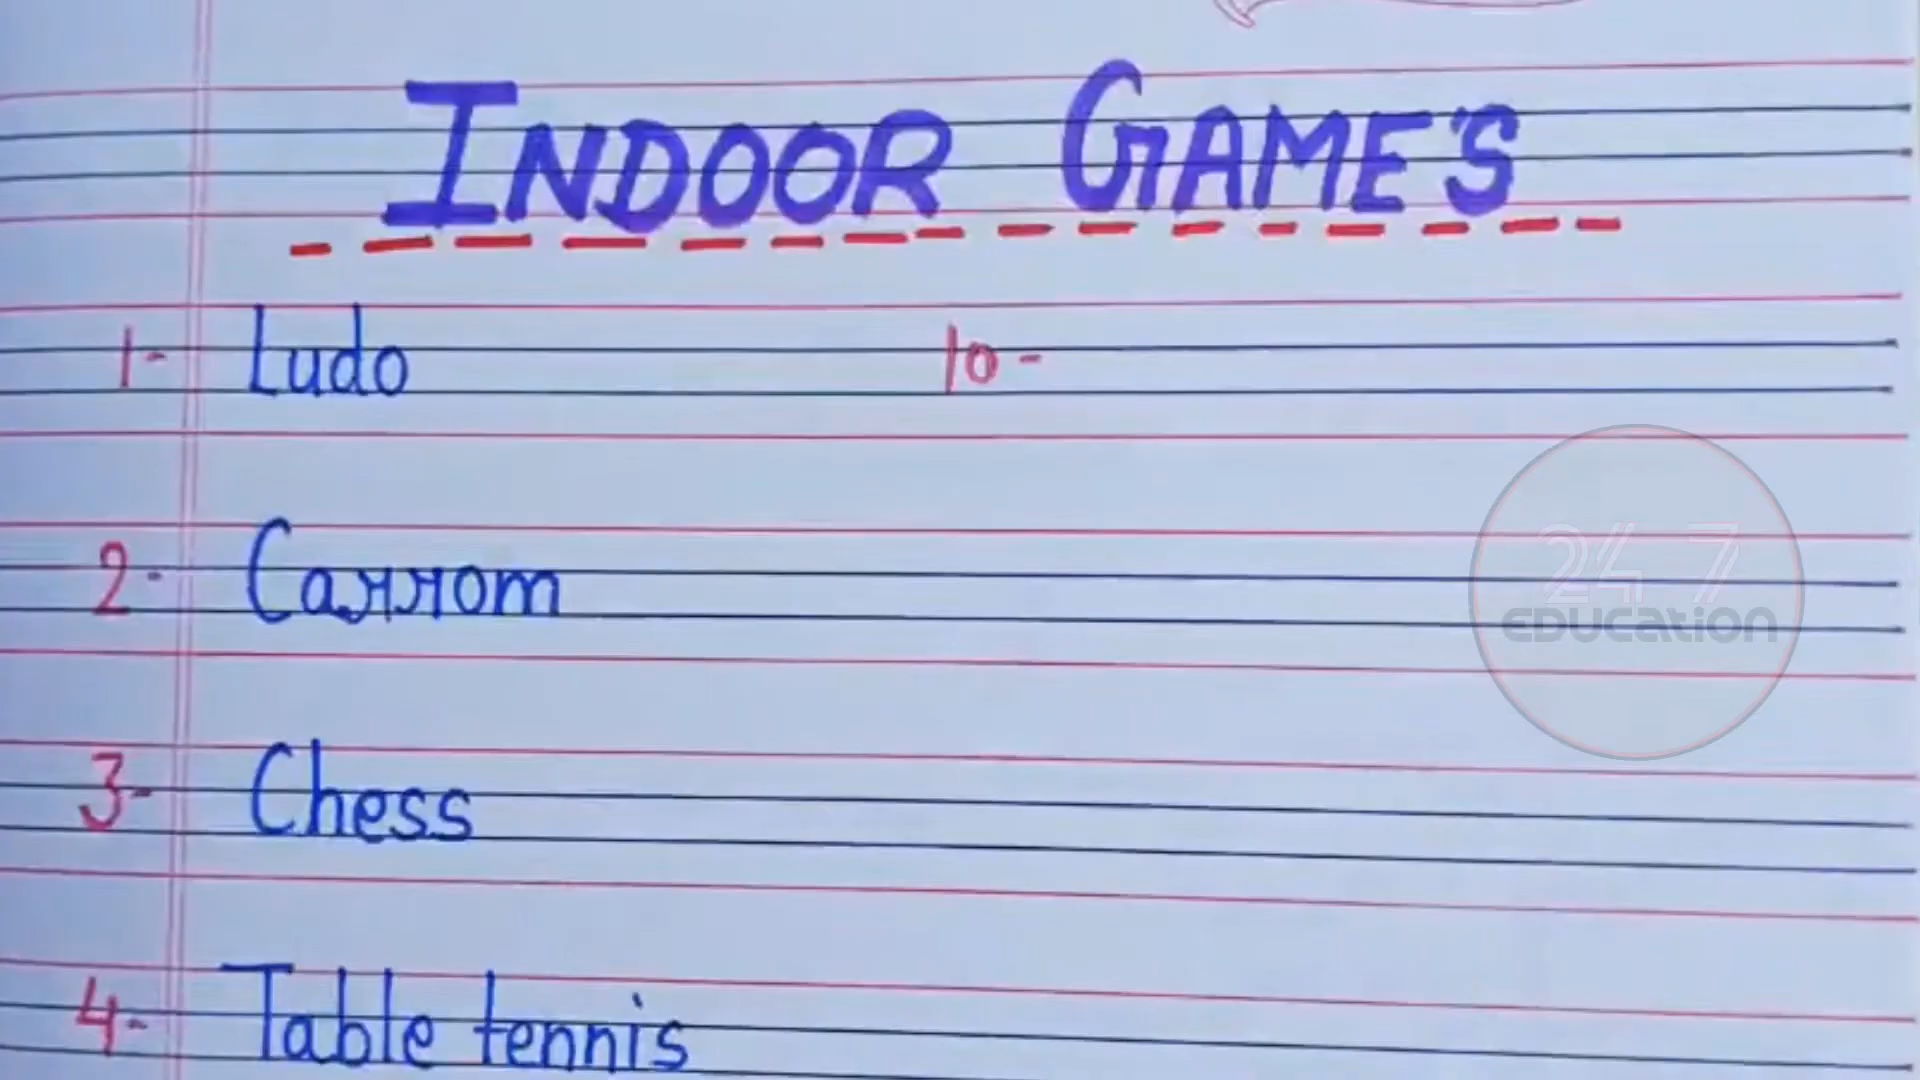 INDOOR GAME'S
1- Ludo 10-
2- Carrom
24 7
EDUCATION
3- Chess
4- Table tennis